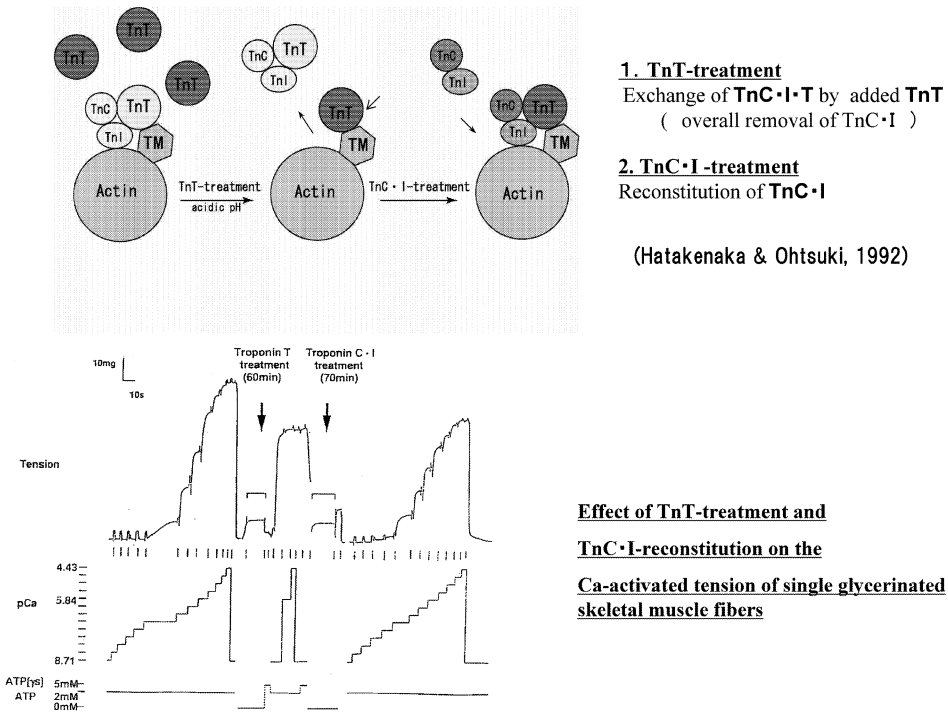 TnT
TnT
TnT
TnC
TnT
TnI
TM
Actin
TnT-treatment
acidic pH
TnC
TnT
TnI
TnT
TM
Actin
TnC・I-treatment
TnC
TnI
TnC
TnT
TnI
TM
Actin
1. TnT-treatment
Exchange of TnC・I・T by added TnT
( overall removal of TnC・I )
2. TnC・I -treatment
Reconstitution of TnC・I
(Hatakenaka & Ohtsuki, 1992)
10mg
10s
Troponin T
treatment
(60min)
Troponin C・I
treatment
(70min)
Tension
4.43
5.84
pCa
8.71
ATP[γs] 5mM
ATP 2mM
0mM
Effect of TnT-treatment and
TnC・I-reconstitution on the
Ca-activated tension of single glycerinated
skeletal muscle fibers